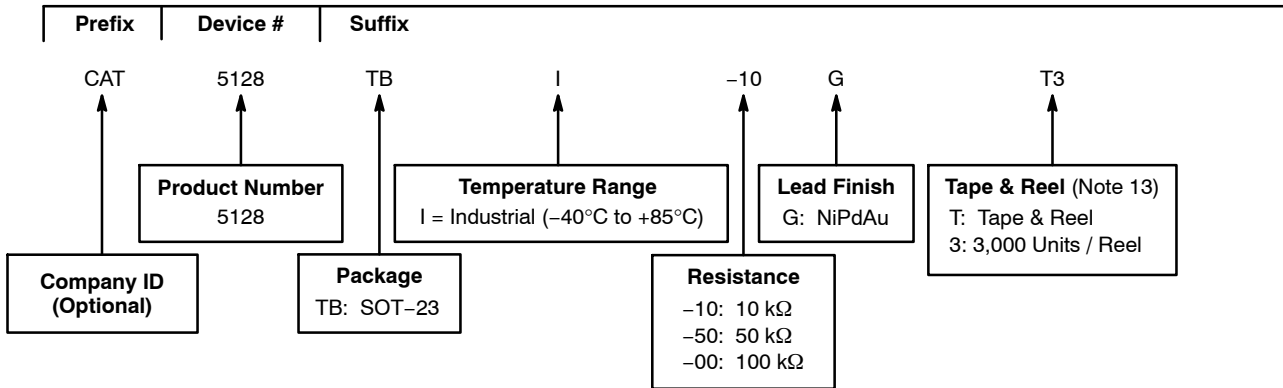 Prefix Device # Suffix
CAT 5128 TB I −10 G T3
Product Number
5128
Temperature Range
I = Industrial (−40°C to +85°C)
Lead Finish
G: NiPdAu
Tape & Reel (Note 13)
T: Tape & Reel
3: 3,000 Units / Reel
Company ID
(Optional)
Package
TB: SOT−23
Resistance
−10: 10 kΩ
−50: 50 kΩ
−00: 100 kΩ